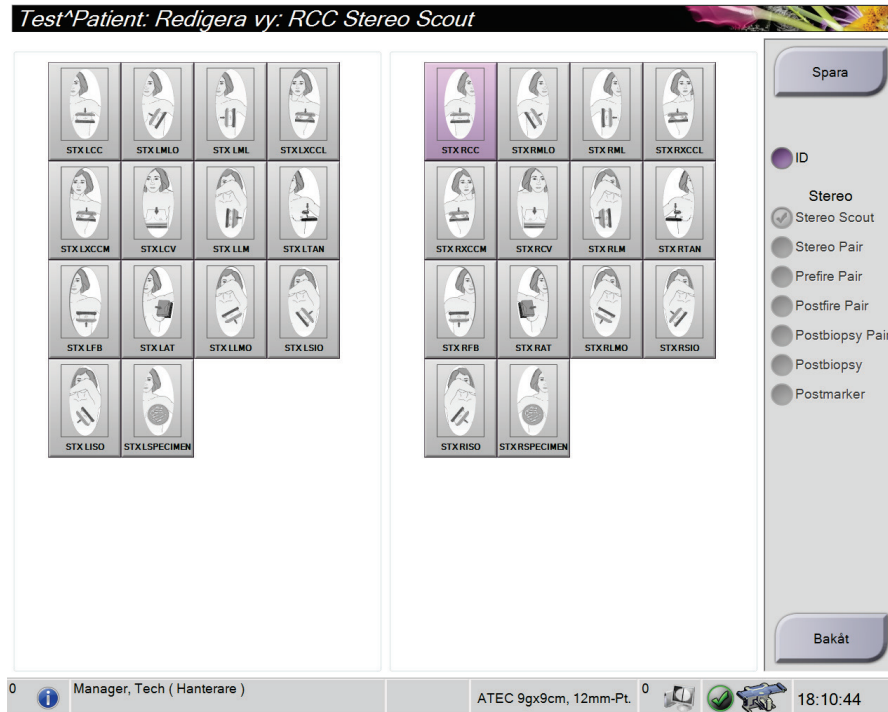 Test^Patient: Redigera vy: RCC Stereo Scout
STX LCC STX LMLO STX LML STX LXCCL
STX LXCCM STX LCV STX LLM STX LTAN
STX LFB STX LAT STX LLMO STX LSIO
STX LISO STX LSPECIMEN
STX RCC STX RMLO STX RML STX RXCCL
STX RXCCM STX RCV STX RLM STX RTAN
STX RFB STX RAT STX RLMO STX RSIO
STX RISO STX RSPECIMEN
Spara
ID
Stereo
Stereo Scout
Stereo Pair
Prefire Pair
Postfire Pair
Postbiopsy Pair
Postbiopsy
Postmarker
Bakåt
0 Manager, Tech ( Hanterare ) ATEC 9gx9cm, 12mm-Pt. 0 18:10:44